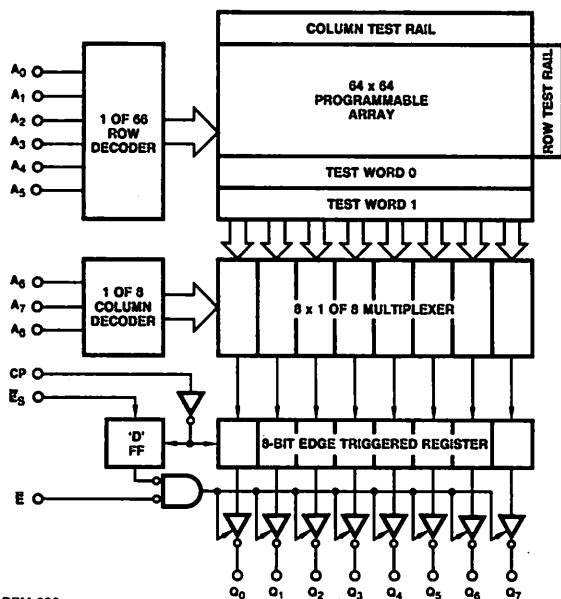 COLUMN TEST RAIL
64 x 64
PROGRAMMABLE
ARRAY
ROW TEST RAIL
A0
A1
A2
A3
A4
A5
1 OF 66
ROW
DECODER
TEST WORD 0
TEST WORD 1
A6
A7
A8
1 OF 8
COLUMN
DECODER
8 x 1 OF 8 MULTIPLEXER
CP
E̅S
'D'
FF
8-BIT EDGE TRIGGERED REGISTER
E̅
Q0 Q1 Q2 Q3 Q4 Q5 Q6 Q7